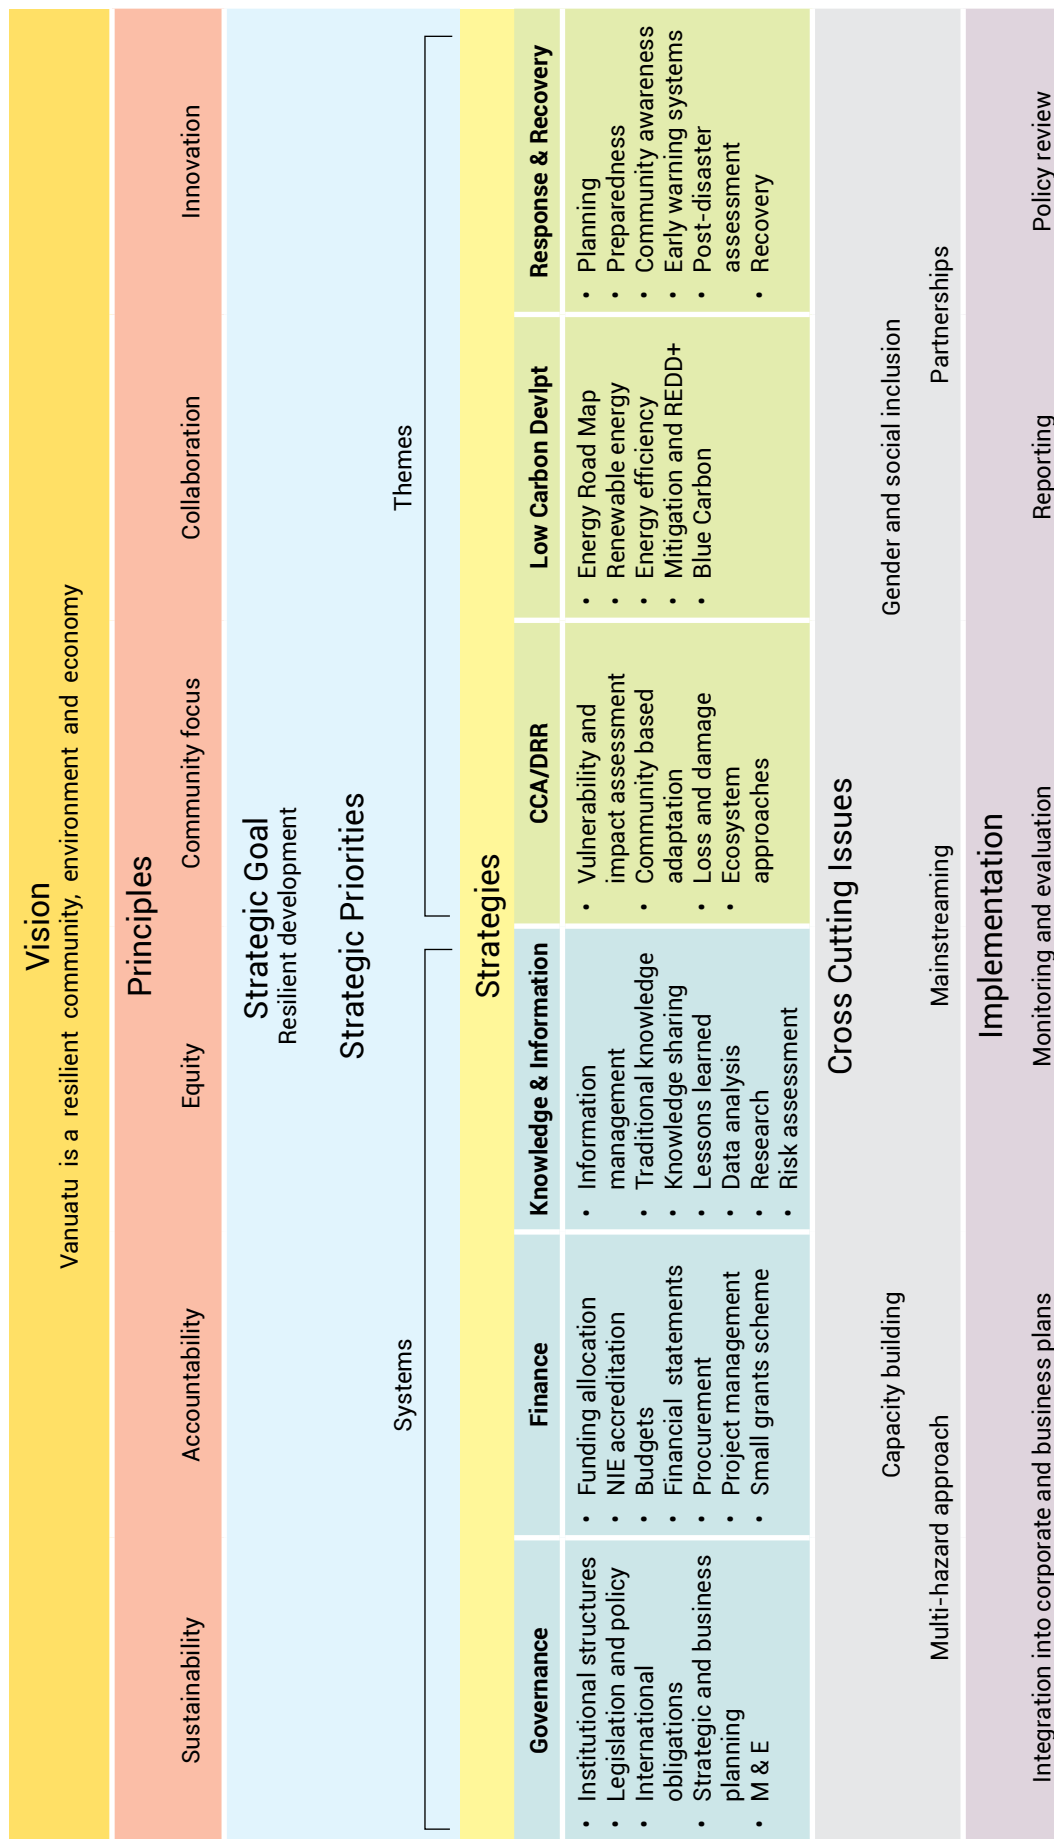 Vision
Vanuatu is a resilient community, environment and economy
Principles
Sustainability Accountability Equity Community focus Collaboration Innovation
Strategic Goal
Resilient development
Strategic Priorities
Systems Themes
Strategies
Governance
• Institutional structures
• Legislation and policy
• International
obligations
• Strategic and business
planning
• M & E
Finance
• Funding allocation
• NIE accreditation
• Budgets
• Financial statements
• Procurement
• Project management
• Small grants scheme
Knowledge & Information
• Information
management
• Traditional knowledge
• Knowledge sharing
• Lessons learned
• Data analysis
• Research
• Risk assessment
CCA/DRR
• Vulnerability and
impact assessment
• Community based
adaptation
• Loss and damage
• Ecosystem
approaches
Low Carbon Devlpt
• Energy Road Map
• Renewable energy
• Energy efficiency
• Mitigation and REDD+
• Blue Carbon
Response & Recovery
• Planning
• Preparedness
• Community awareness
• Early warning systems
• Post-disaster
assessment
• Recovery
Cross Cutting Issues
Capacity building Gender and social inclusion
Multi-hazard approach Mainstreaming Partnerships
Implementation
Integration into corporate and business plans Monitoring and evaluation Reporting Policy review